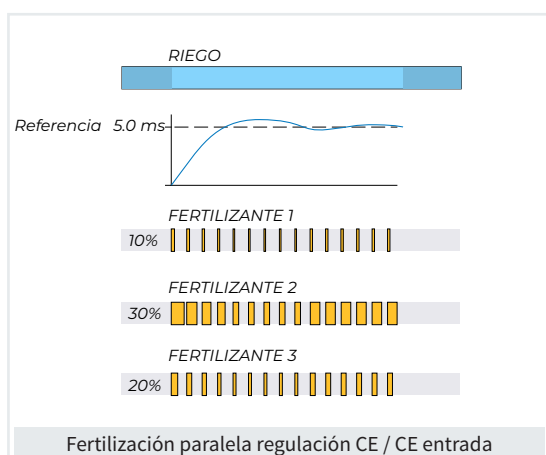 RIEGO
Referencia 5.0 ms
FERTILIZANTE 1
10%
FERTILIZANTE 2
30%
FERTILIZANTE 3
20%
Fertilización paralela regulación CE / CE entrada